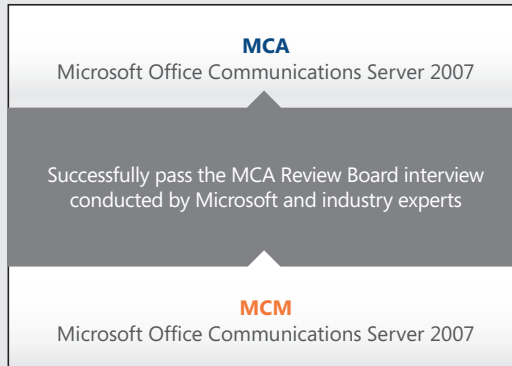 MCA
Microsoft Office Communications Server 2007
Successfully pass the MCA Review Board interview
conducted by Microsoft and industry experts
MCM
Microsoft Office Communications Server 2007